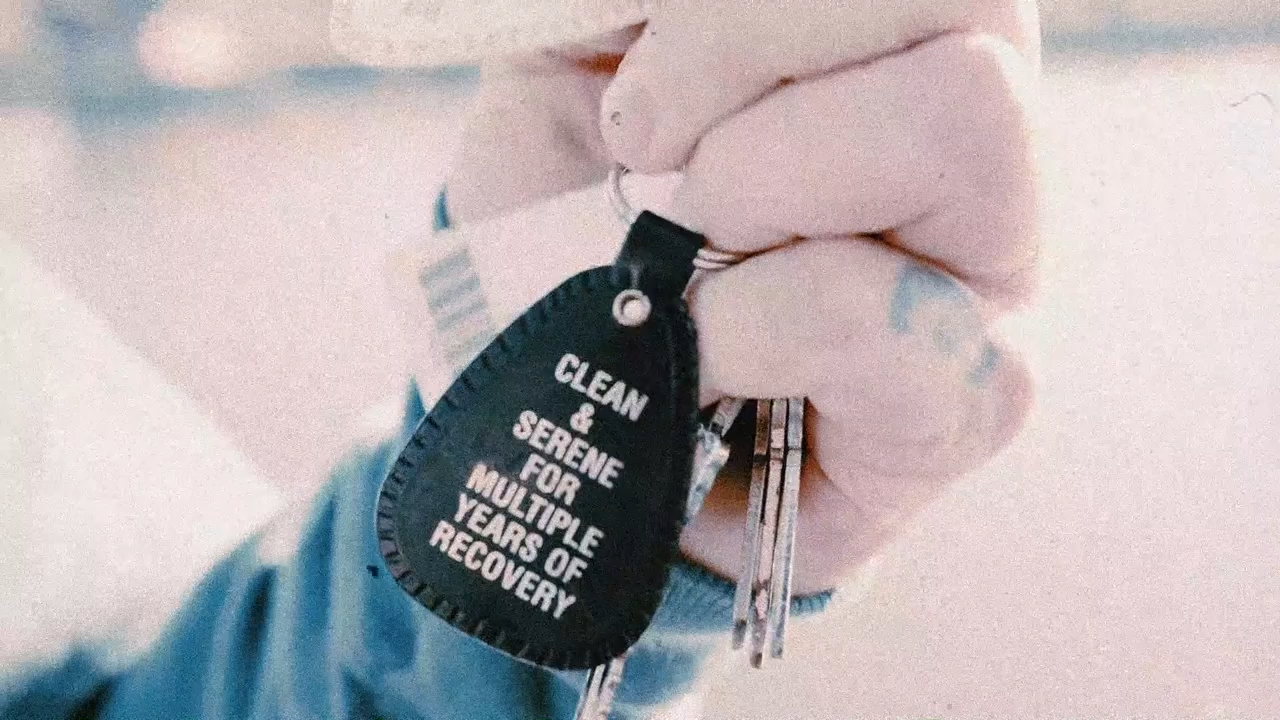 CLEAN
&
SERENE
FOR
MULTIPLE
YEARS OF
RECOVERY